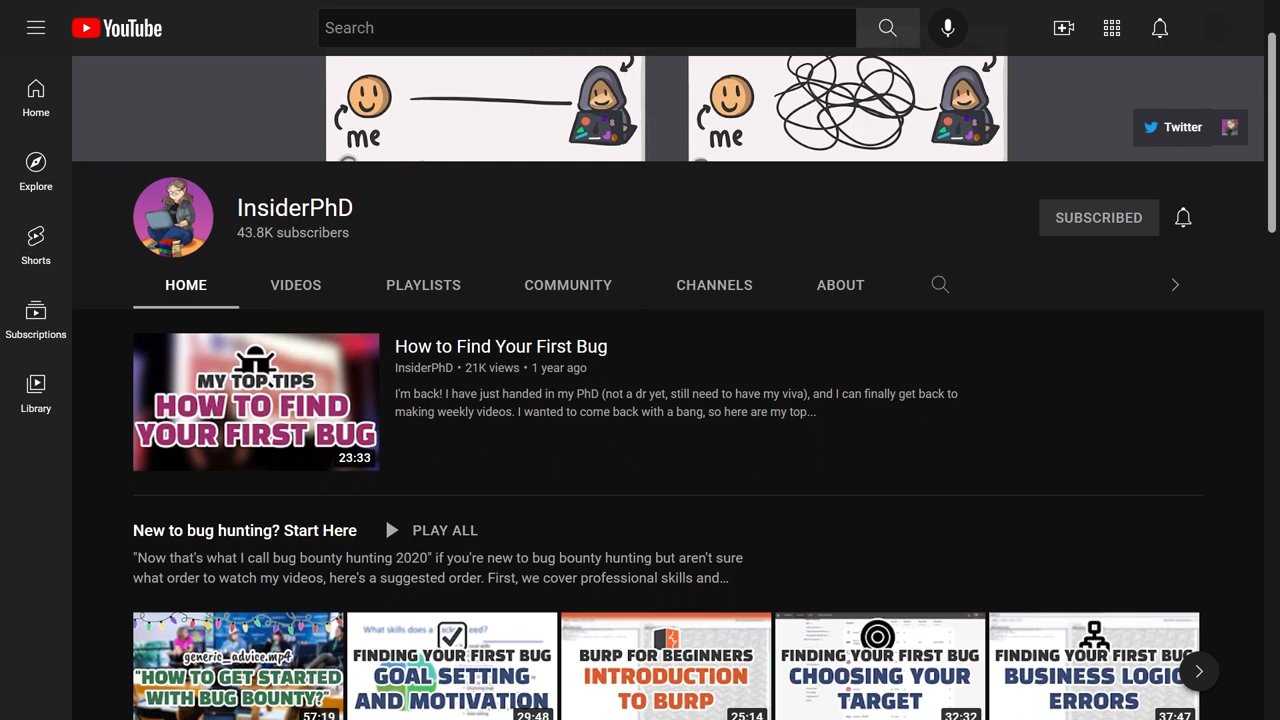 YouTube
Search
Home
Explore
Shorts
Subscriptions
Library
me
me
Twitter
InsiderPhD
43.8K subscribers
SUBSCRIBED
HOME VIDEOS PLAYLISTS COMMUNITY CHANNELS ABOUT
MY TOP TIPS
HOW TO FIND
YOUR FIRST BUG
23:33
How to Find Your First Bug
InsiderPhD • 21K views • 1 year ago
I'm back! I have just handed in my PhD (not a dr yet, still need to have my viva), and I can finally get back to
making weekly videos. I wanted to come back with a bang, so here are my top...
New to bug hunting? Start Here PLAY ALL
"Now that's what I call bug bounty hunting 2020" if you're new to bug bounty hunting but aren't sure
what order to watch my videos, here's a suggested order. First, we cover professional skills and...
generic_advice.mp4
"HOW TO GET STARTED
WITH BUG BOUNTY?"
57:19
What skills does a need?
FINDING YOUR FIRST BUG
GOAL SETTING
AND MOTIVATION
29:48
BURP FOR BEGINNERS
INTRODUCTION
TO BURP
25:14
FINDING YOUR FIRST BUG
CHOOSING YOUR
TARGET
32:32
FINDING YOUR FIRST BUG
BUSINESS LOGIC
ERRORS
37:47